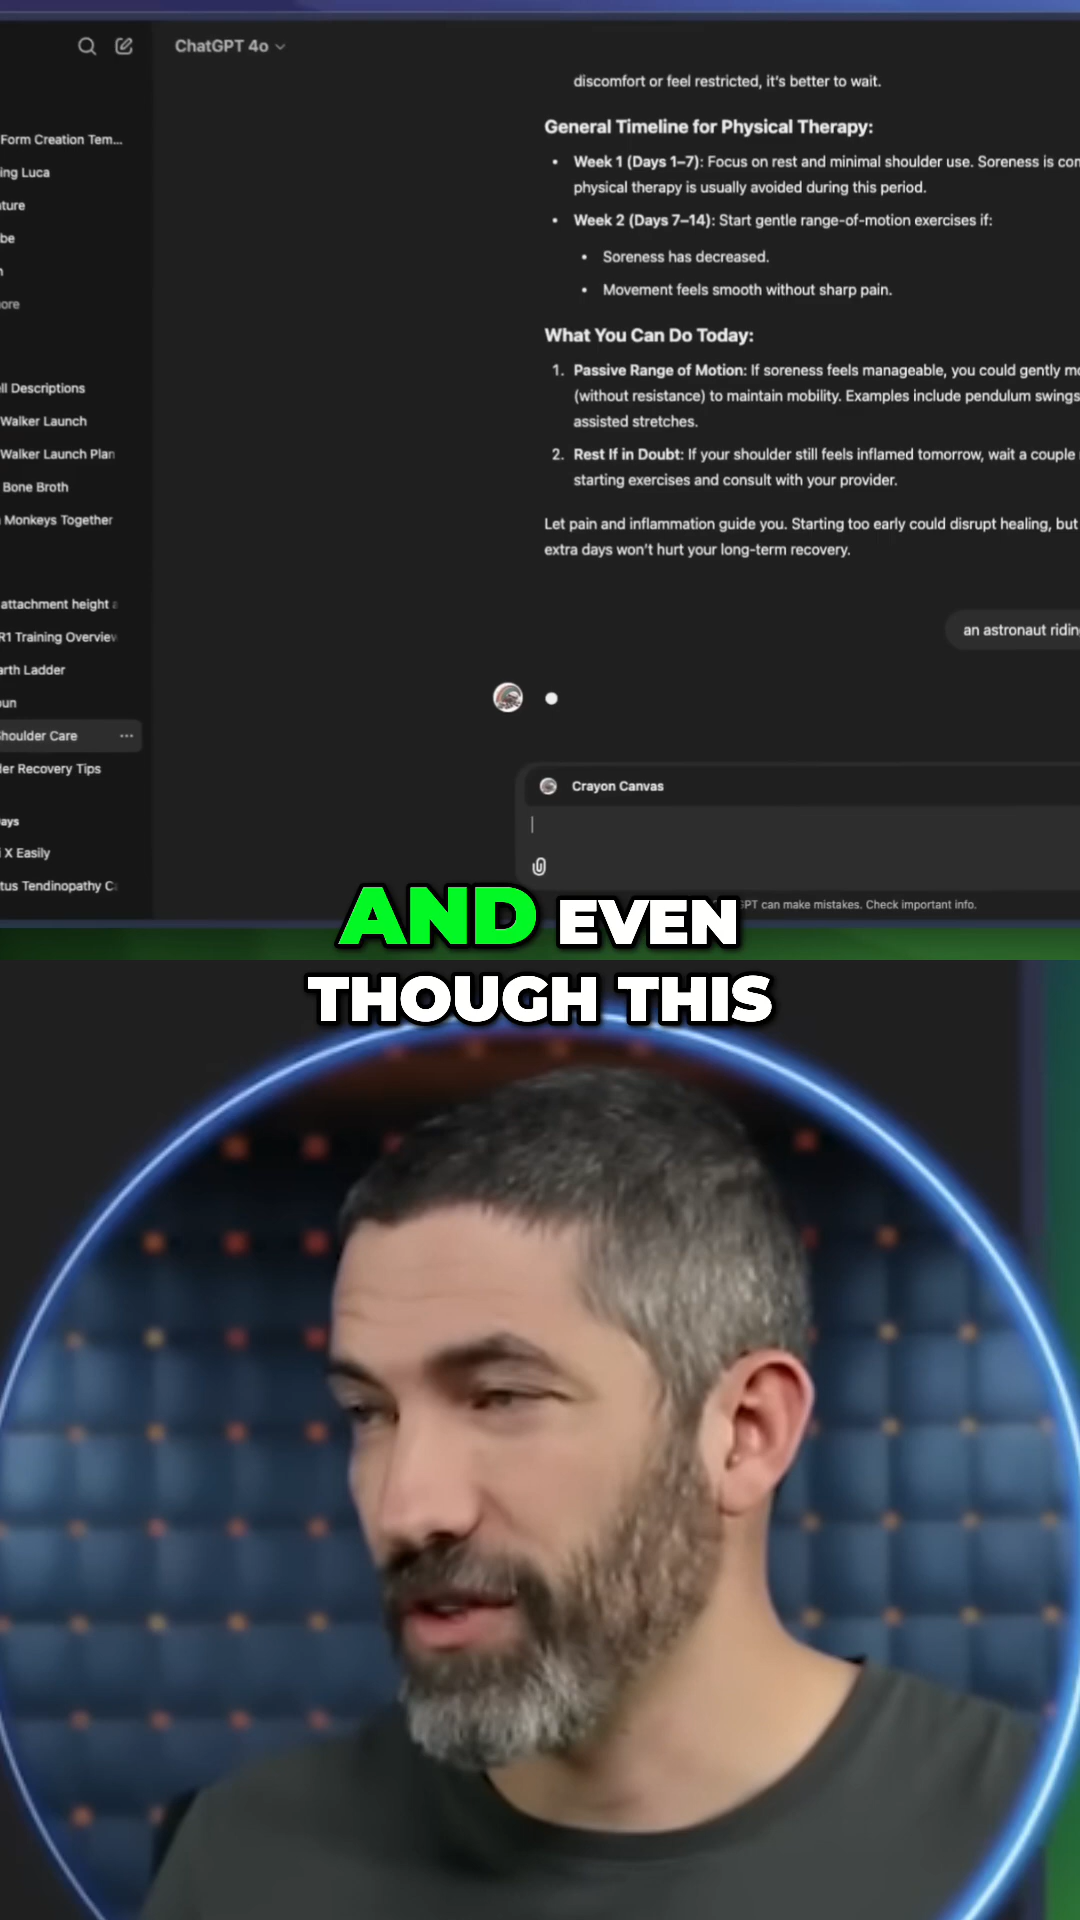 ChatGPT 4o
Form Creation Tem...
ing Luca
ture
be
n
ore
ll Descriptions
Walker Launch
Walker Launch Plan
Bone Broth
Monkeys Together
attachment height
R1 Training Overview
arth Ladder
oun
Shoulder Care
der Recovery Tips
ays
X Easily
tus Tendinopathy C
discomfort or feel restricted, it's better to wait.
General Timeline for Physical Therapy:
• Week 1 (Days 1–7): Focus on rest and minimal shoulder use. Soreness is com
physical therapy is usually avoided during this period.
• Week 2 (Days 7–14): Start gentle range-of-motion exercises if:
• Soreness has decreased.
• Movement feels smooth without sharp pain.
What You Can Do Today:
1. Passive Range of Motion: If soreness feels manageable, you could gently mo
(without resistance) to maintain mobility. Examples include pendulum swings
assisted stretches.
2. Rest If in Doubt: If your shoulder still feels inflamed tomorrow, wait a couple
starting exercises and consult with your provider.
Let pain and inflammation guide you. Starting too early could disrupt healing, but
extra days won't hurt your long-term recovery.
an astronaut riding
Crayon Canvas
GPT can make mistakes. Check important info.
AND EVEN
THOUGH THIS